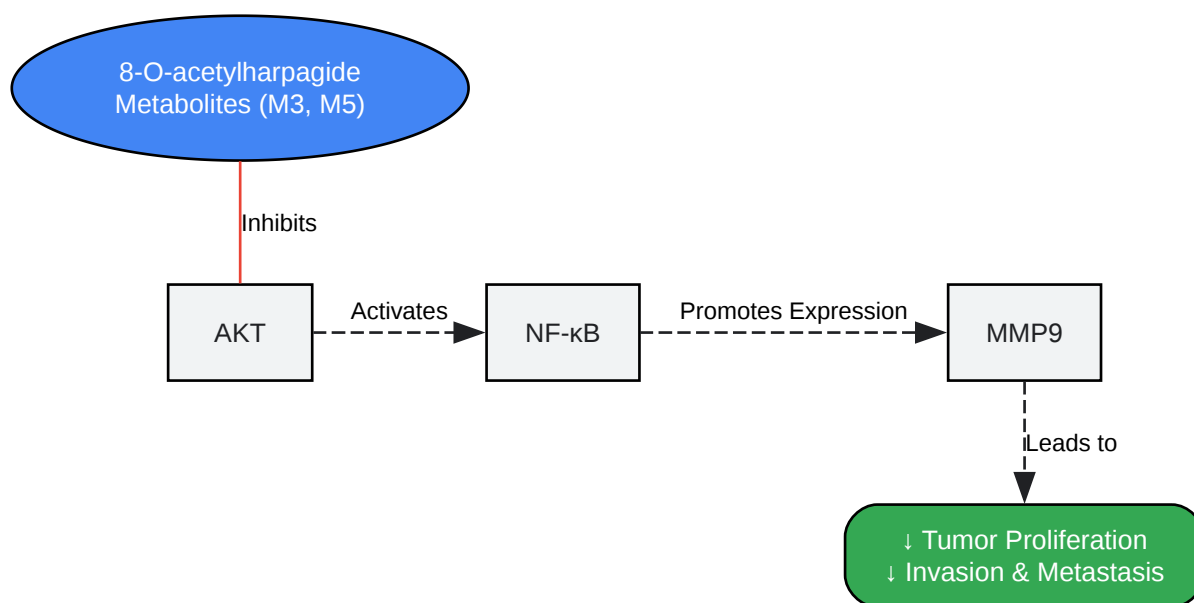 8-O-acetylharpagide
Metabolites (M3, M5)
Inhibits
AKT
Activates
NF-κB
Promotes Expression
MMP9
Leads to
↓ Tumor Proliferation
↓ Invasion & Metastasis